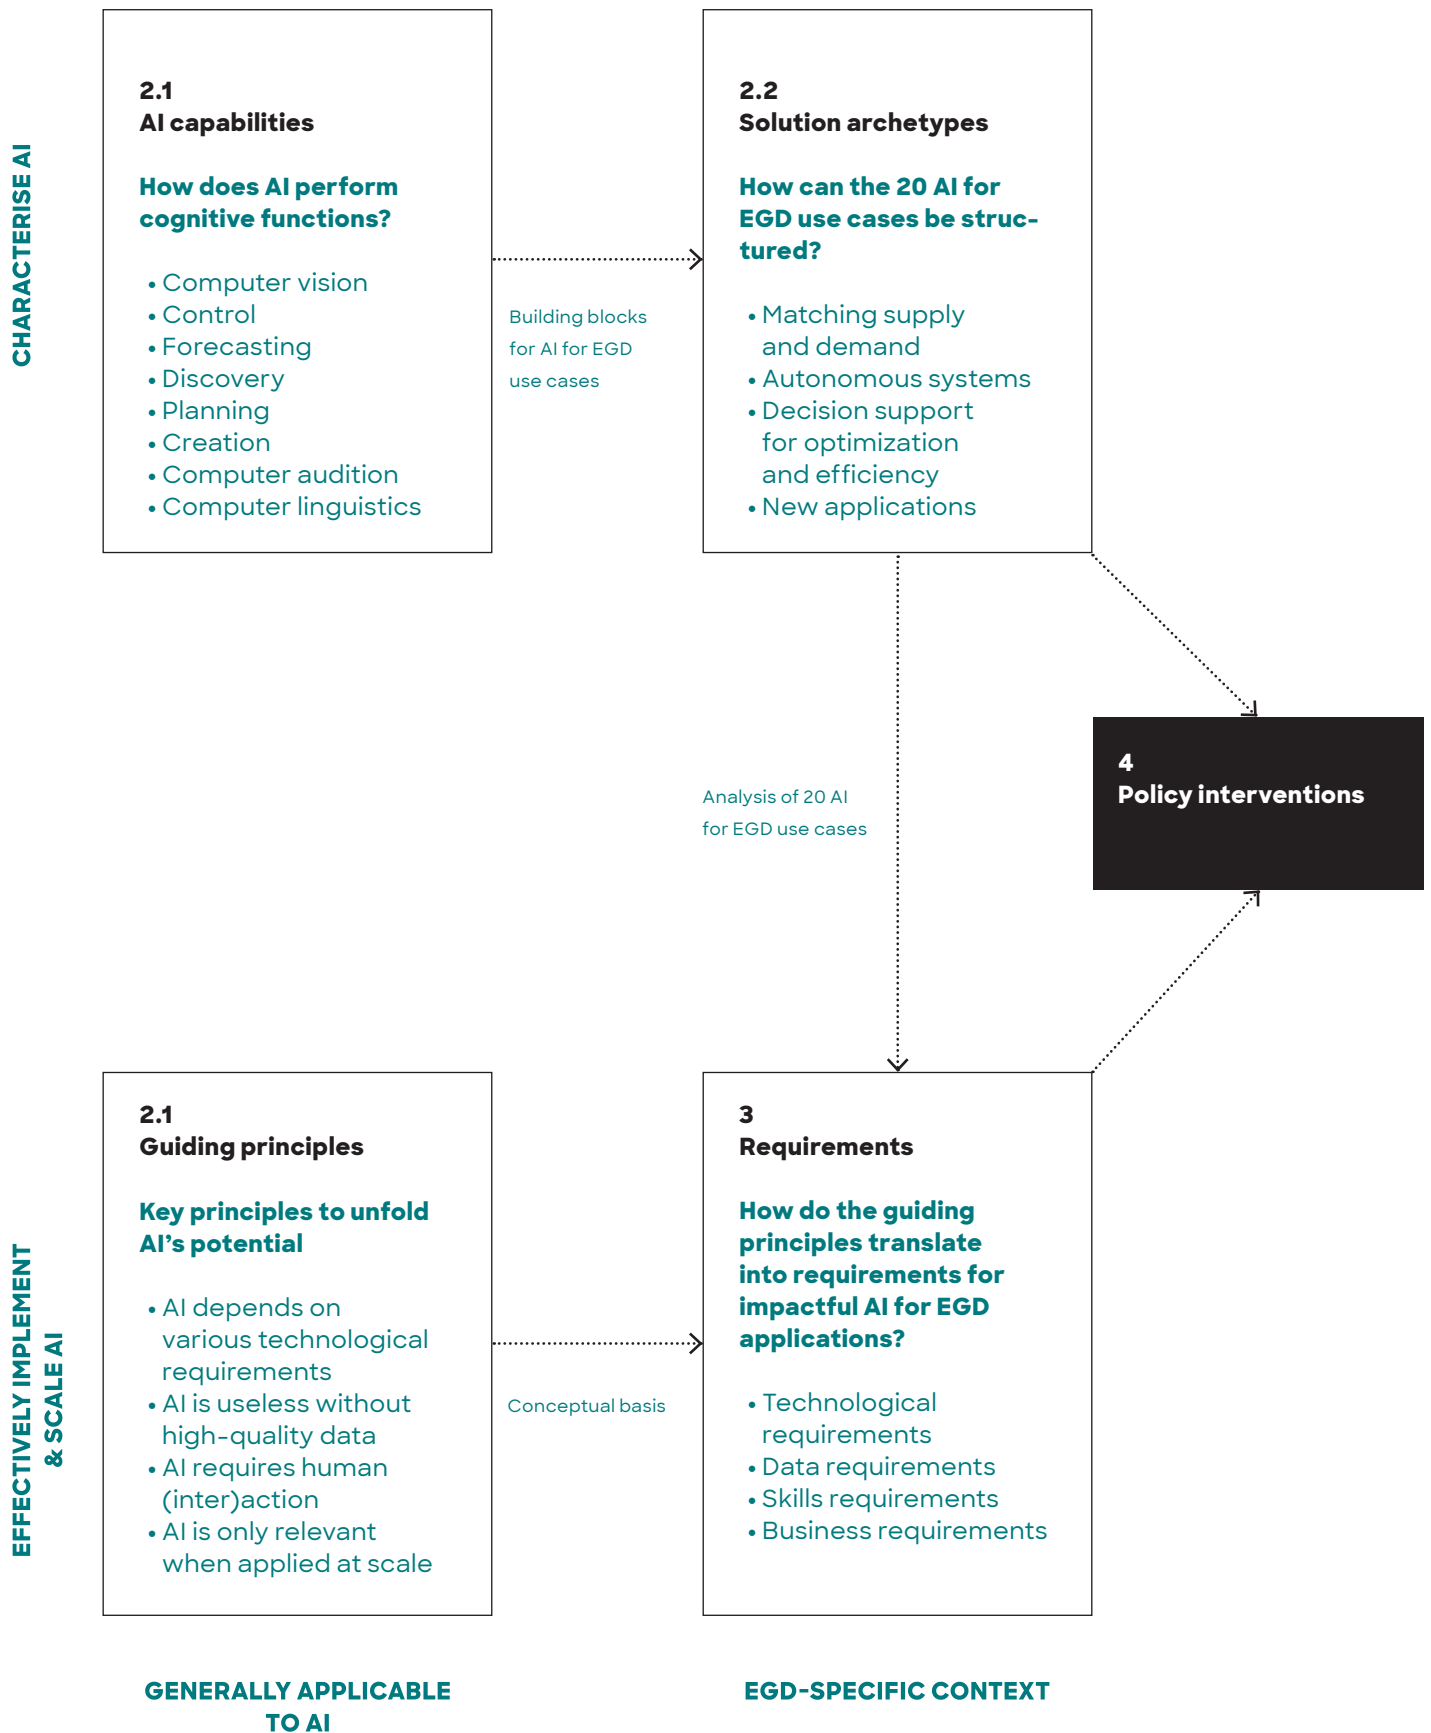 CHARACTERISE AI
2.1
AI capabilities
How does AI perform
cognitive functions?
• Computer vision
• Control
• Forecasting
• Discovery
• Planning
• Creation
• Computer audition
• Computer linguistics
Building blocks
for AI for EGD
use cases
2.2
Solution archetypes
How can the 20 AI for
EGD use cases be struc-
tured?
• Matching supply
and demand
• Autonomous systems
• Decision support
for optimization
and efficiency
• New applications
Analysis of 20 AI
for EGD use cases
4
Policy interventions
EFFECTIVELY IMPLEMENT
& SCALE AI
2.1
Guiding principles
Key principles to unfold
AI’s potential
• AI depends on
various technological
requirements
• AI is useless without
high-quality data
• AI requires human
(inter)action
• AI is only relevant
when applied at scale
Conceptual basis
3
Requirements
How do the guiding
principles translate
into requirements for
impactful AI for EGD
applications?
• Technological
requirements
• Data requirements
• Skills requirements
• Business requirements
GENERALLY APPLICABLE
TO AI
EGD-SPECIFIC CONTEXT